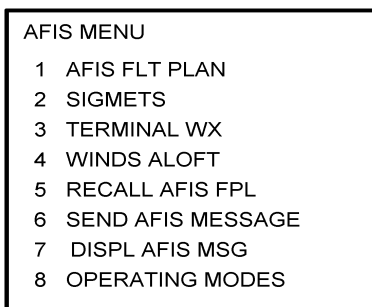 AFIS MENU
1 AFIS FLT PLAN
2 SIGMETS
3 TERMINAL WX
4 WINDS ALOFT
5 RECALL AFIS FPL
6 SEND AFIS MESSAGE
7 DISPL AFIS MSG
8 OPERATING MODES